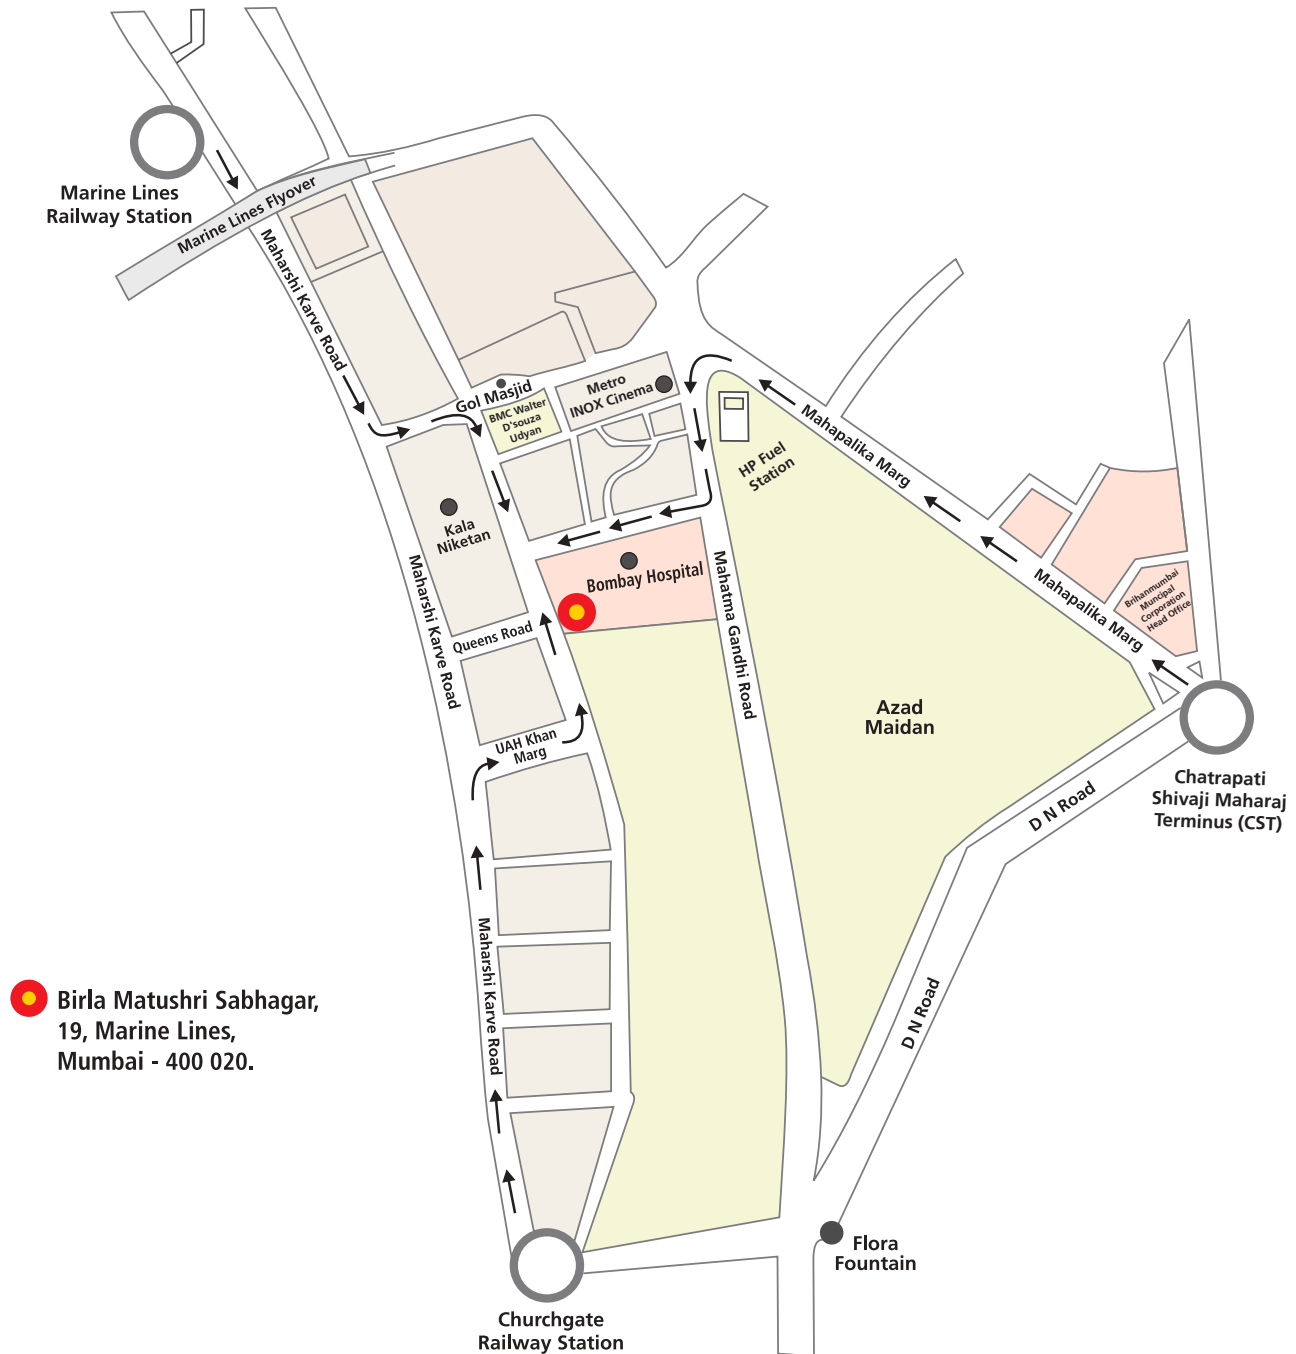 Marine Lines
Railway Station
Marine Lines Flyover
Maharshi Karve Road
Gol Masjid
BMC Walter
D'souza
Udyan
Metro
INOX Cinema
HP Fuel
Station
Mahapalika Marg
Kala
Niketan
Bombay Hospital
Maharshi Karve Road
Queens Road
Mahatma Gandhi Road
Mahapalika Marg
Brihanmumbai
Muncipal
Corporation
Head Office
UAH Khan
Marg
Azad
Maidan
Chatrapati
Shivaji Maharaj
Terminus (CST)
D N Road
Maharshi Karve Road
D N Road
Birla Matushri Sabhagar,
19, Marine Lines,
Mumbai - 400 020.
Flora
Fountain
Churchgate
Railway Station